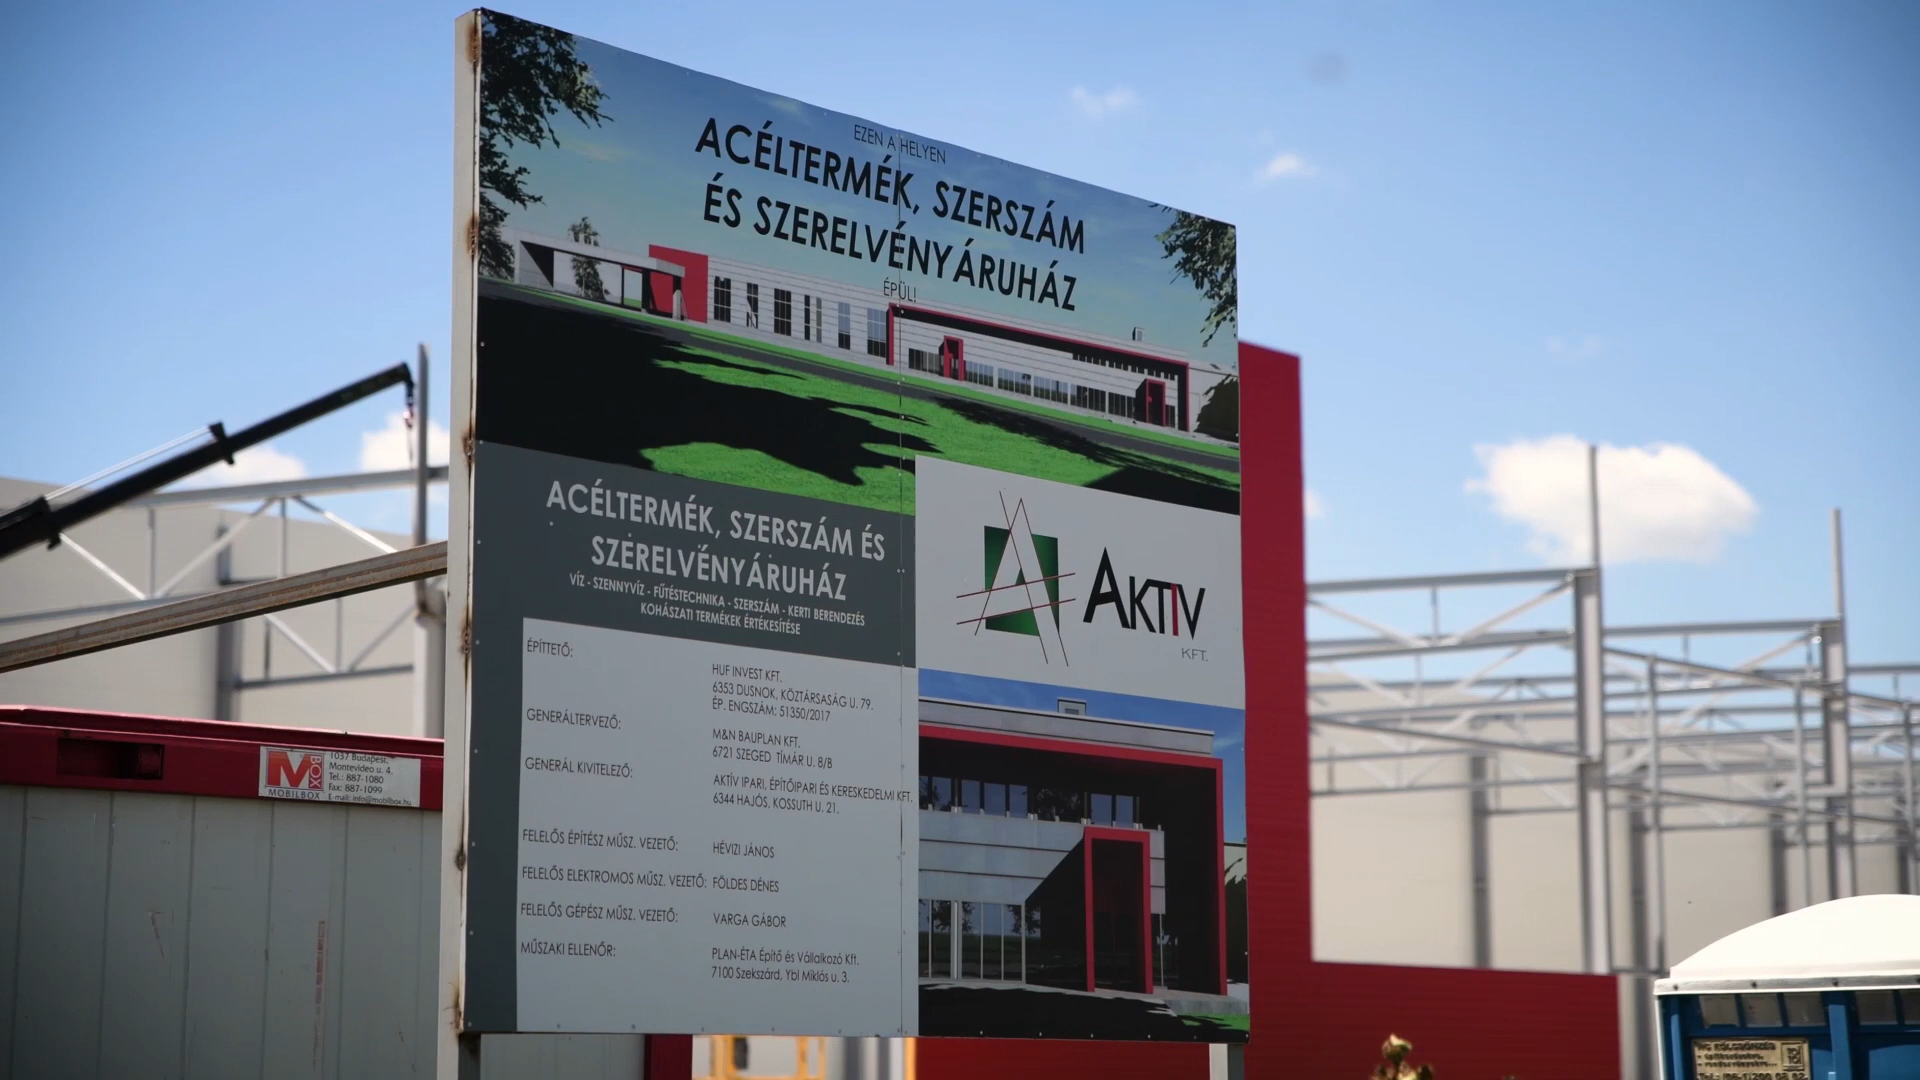 EZEN A HELYEN
ACÉLTERMÉK, SZERSZÁM
ÉS SZERELVÉNYÁRUHÁZ
ÉPÜL!
ACÉLTERMÉK, SZERSZÁM ÉS
SZERELVÉNYÁRUHÁZ
VÍZ - SZENNYVÍZ - FŰTÉSTECHNIKA - SZERSZÁM - KERTI BERENDEZÉS
KOHÁSZATI TERMÉKEK ÉRTÉKESÍTÉSE
AKTIV
KFT.
ÉPÍTTETŐ:
HUF INVEST KFT.
6353 DUSNOK, KÖZTÁRSASÁG U. 79.
ÉP. ENGSZÁM: 51350/2017
GENERÁLTERVEZŐ:
M&N BAUPLAN KFT.
6721 SZEGED TÍMÁR U. 8/B
GENERÁL KIVITELEZŐ:
AKTÍV IPARI, ÉPÍTŐIPARI ÉS KERESKEDELMI KFT.
6344 HAJÓS, KOSSUTH U. 21.
FELELŐS ÉPÍTÉSZ MŰSZ. VEZETŐ: HÉVIZI JÁNOS
FELELŐS ELEKTROMOS MŰSZ. VEZETŐ: FÖLDES DÉNES
FELELŐS GÉPÉSZ MŰSZ. VEZETŐ: VARGA GÁBOR
MŰSZAKI ELLENŐR:
PLAN-ÉTA Építő és Vállalkozó Kft.
7100 Szekszárd, Ybl Miklós u. 3.
M BOX
MOBILBOX
1037 Budapest,
Montevideo u. 4.
Tel.: 887-1080
Fax: 887-1099
E-mail: info@mobilbox.hu